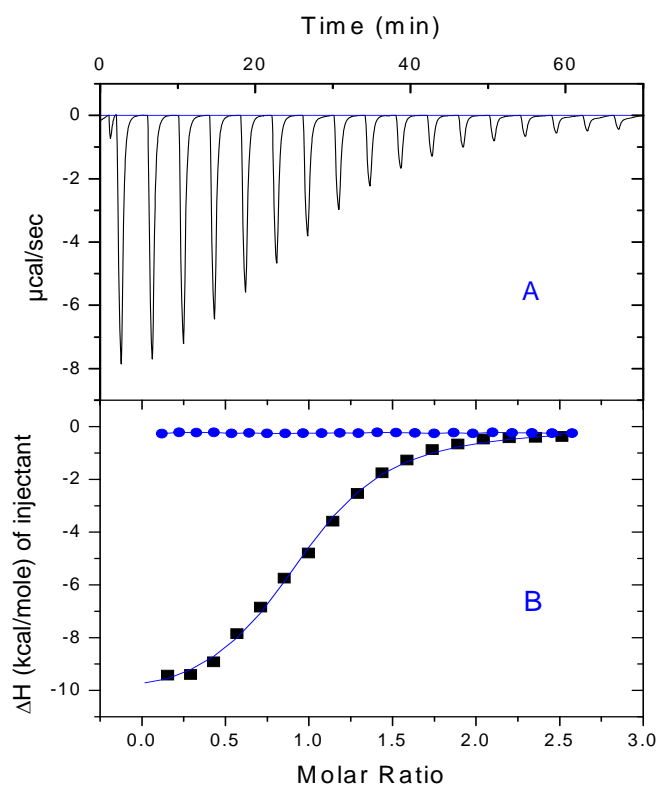 Time (min)
0 20 40 60
0
-2
-4
-6
-8
µcal/sec
A
0
-2
-4
-6
-8
-10
ΔH (kcal/mole) of injectant
B
0.0 0.5 1.0 1.5 2.0 2.5 3.0
Molar Ratio